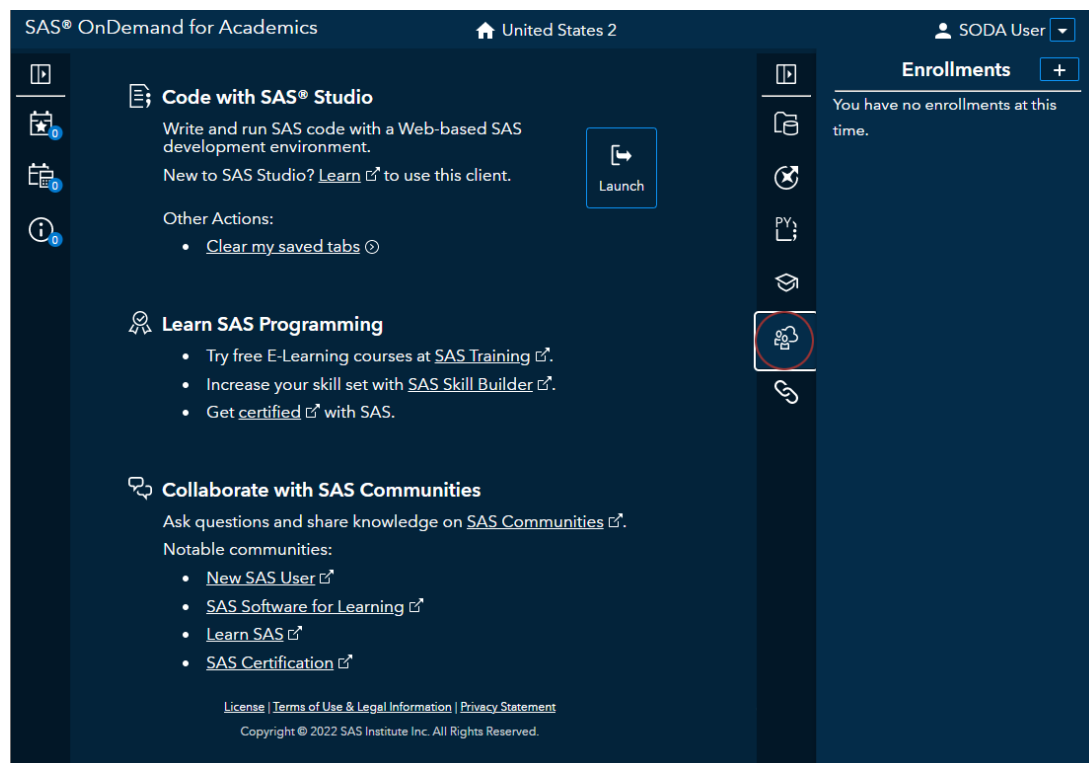 SAS® OnDemand for Academics
United States 2
SODA User
Code with SAS® Studio
Write and run SAS code with a Web-based SAS
development environment.
New to SAS Studio? Learn to use this client.
Launch
Other Actions:
• Clear my saved tabs
Learn SAS Programming
• Try free E-Learning courses at SAS Training.
• Increase your skill set with SAS Skill Builder.
• Get certified with SAS.
Collaborate with SAS Communities
Ask questions and share knowledge on SAS Communities.
Notable communities:
• New SAS User
• SAS Software for Learning
• Learn SAS
• SAS Certification
License | Terms of Use & Legal Information | Privacy Statement
Copyright © 2022 SAS Institute Inc. All Rights Reserved.
0
0
0
PY
Enrollments +
You have no enrollments at this
time.